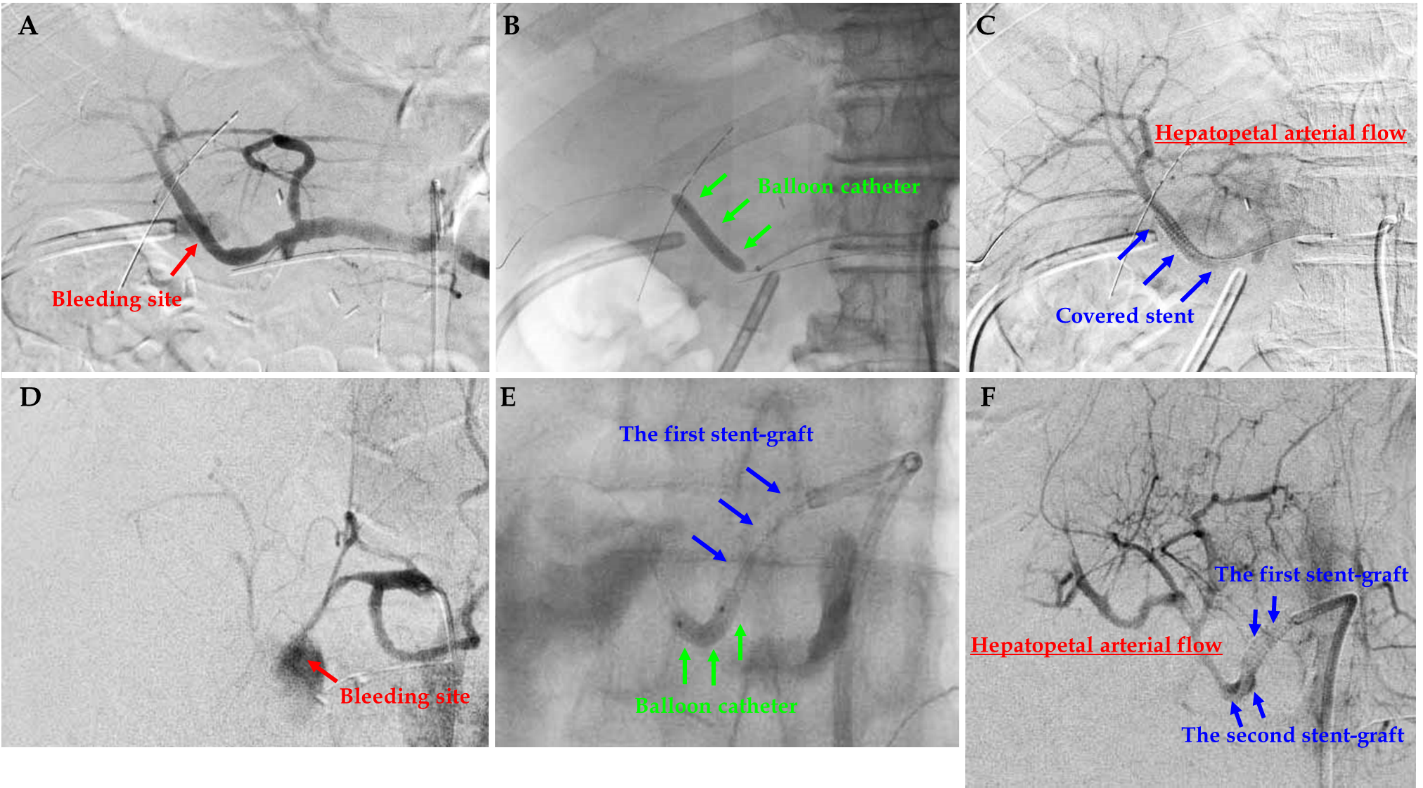 A
Bleeding site
B
Balloon catheter
C
Hepatopetal arterial flow
Covered stent
D
Bleeding site
E
The first stent-graft
Balloon catheter
F
The first stent-graft
Hepatopetal arterial flow
The second stent-graft